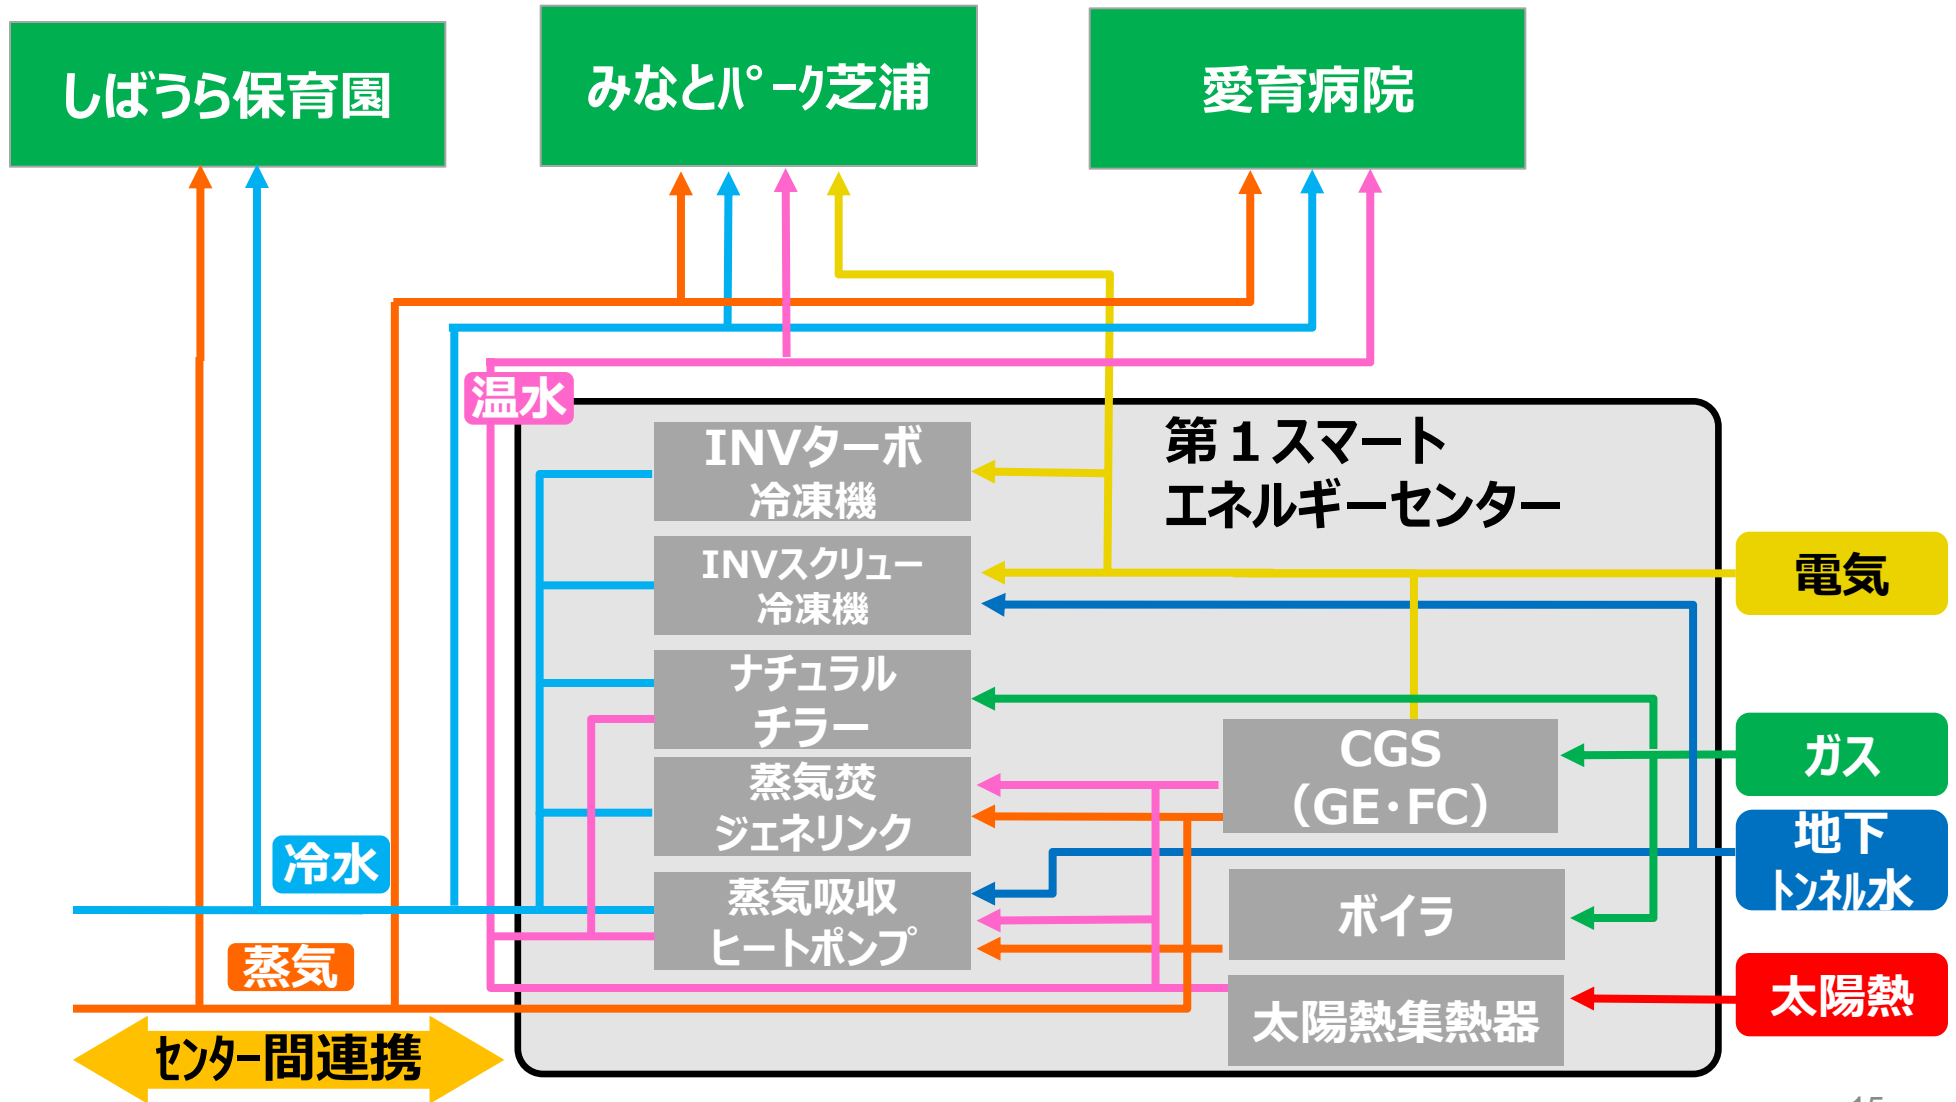 しばうら保育園
みなとパーク芝浦
愛育病院
温水
第１スマート
エネルギーセンター
INVターボ
冷凍機
INVスクリュー
冷凍機
ナチュラル
チラー
蒸気焚
ジェネリンク
蒸気吸収
ヒートポンプ
CGS
（GE・FC）
ボイラ
太陽熱集熱器
電気
ガス
地下
トンネル水
太陽熱
冷水
蒸気
センター間連携